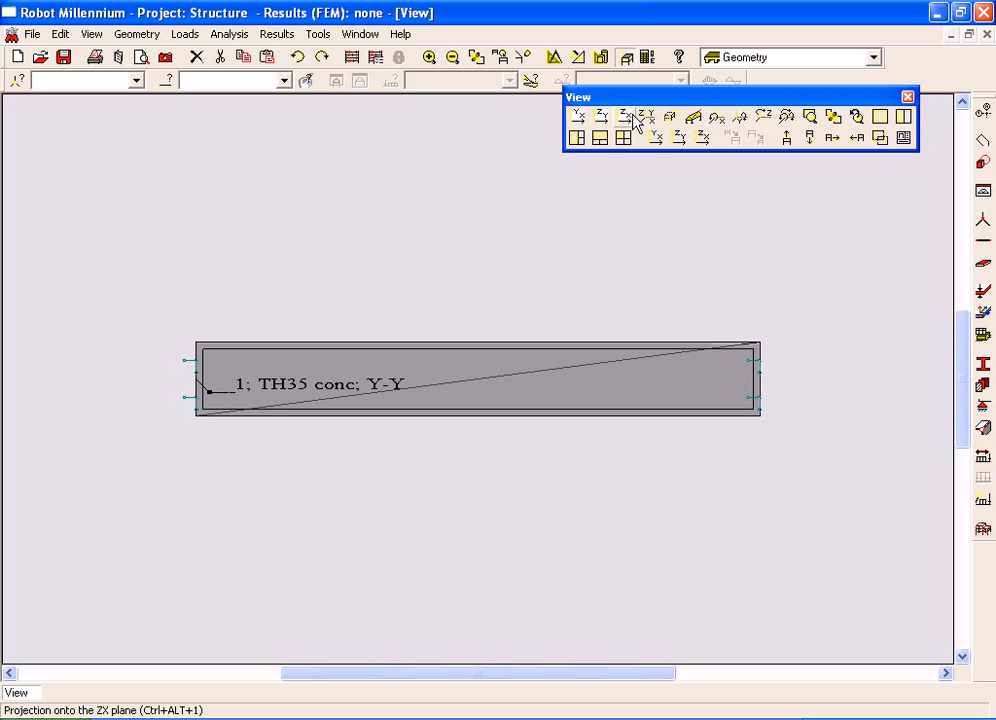 Robot Millennium - Project: Structure - Results (FEM): none - [View]
File Edit View Geometry Loads Analysis Results Tools Window Help
Geometry
View
1; TH35 conc; Y-Y
View
Projection onto the ZX plane (Ctrl+ALT+1)